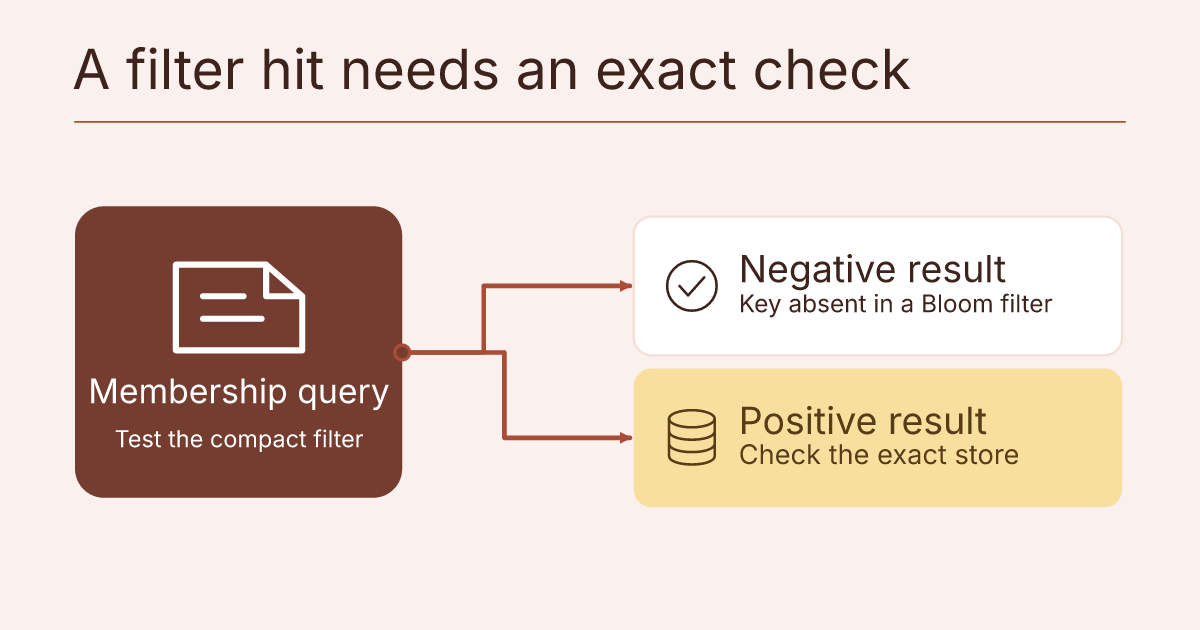 A filter hit needs an exact check
Membership query
Test the compact filter
Negative result
Key absent in a Bloom filter
Positive result
Check the exact store